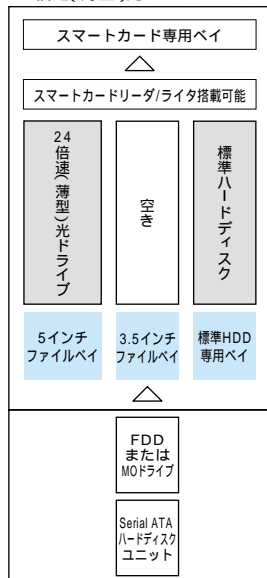 スマートカード専用ベイ
スマートカードリーダ/ライタ搭載可能
24倍速(薄型)光ドライブ
空き
標準ハードディスク
5インチ
ファイルベイ
3.5インチ
ファイルベイ
標準HDD
専用ベイ
FDD
または
MOドライブ
Serial ATA
ハードディスク
ユニット